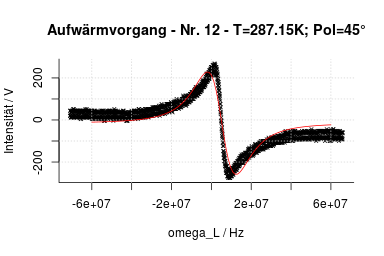 Aufwärmvorgang - Nr. 12 - T=287.15K; Pol=45°
Intensität / V
200
0
-200
-6e+07
-2e+07
2e+07
6e+07
omega_L / Hz